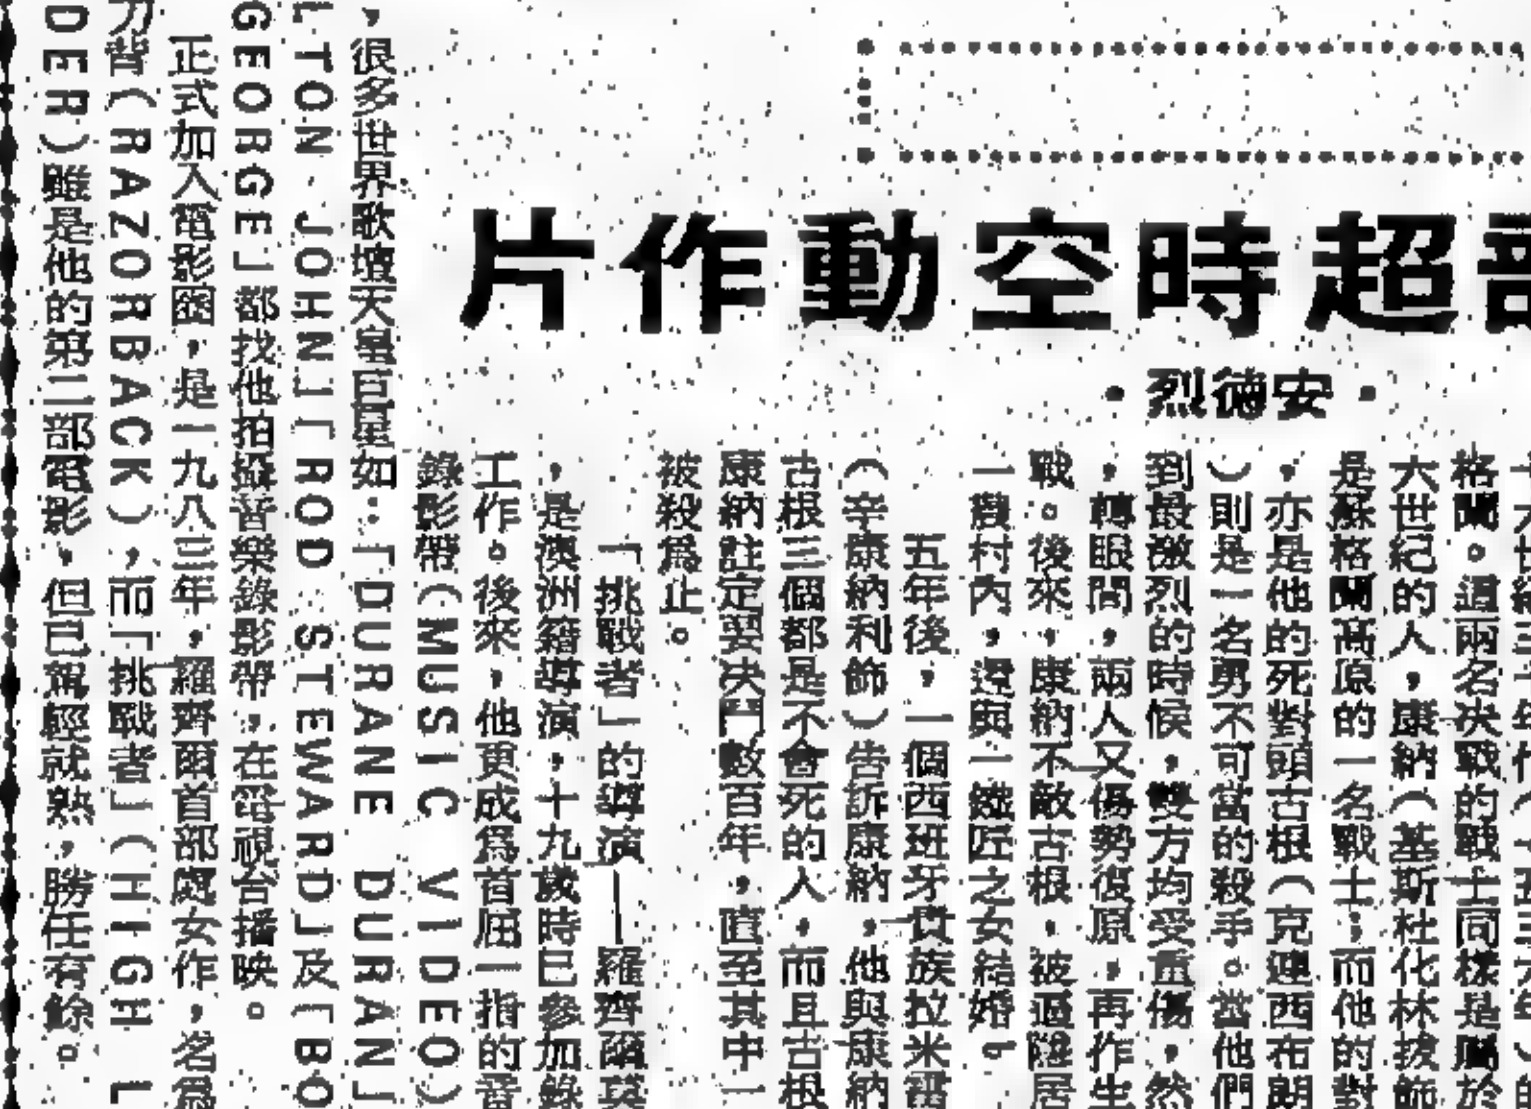 超時空動作片
・安德烈・
格蘭。這兩名决戰的戰士同樣是屬於
六世紀的人，康納（基斯杜化林拔飾
是蘇格蘭高原的一名戰士；而他的對
，亦是他的死對頭古根（克連西布朗
）則是一名勇不可當的殺手。當他們
到最激烈的時候，雙方均受重傷，然
，轉眼間，兩人又傷勢復原，再作生
戰。後來，康納不敵古根，被逼隱居
一農村內，還與一鐵匠之女結婚。
五年後，一個西班牙貴族拉米雷
（辛康納利飾）告訴康納，他與康納
古根三個都是不會死的人，而且古根
康納註定要决鬥數百年，直至其中一
被殺爲止。
「挑戰者」的導演——羅齊爾莫
，是澳洲籍導演，十九歲時已參加錄
工作。後來，他更成爲首屈一指的音
錄影帶（MUSIC VIDEO）
，很多世界歌壇天皇巨星如：「DURANE DURAN」
LTON JOHN」「ROD STEWARD」及「BO
GEORGE」都找他拍攝音樂錄影帶，在電視台播映。
正式加入電影圈，是一九八三年，羅齊爾首部處女作，名爲
刀背（RAZORBACK），而「挑戰者」（HIGH L
DER）雖是他的第二部電影，但已駕輕就熟，勝任有餘。